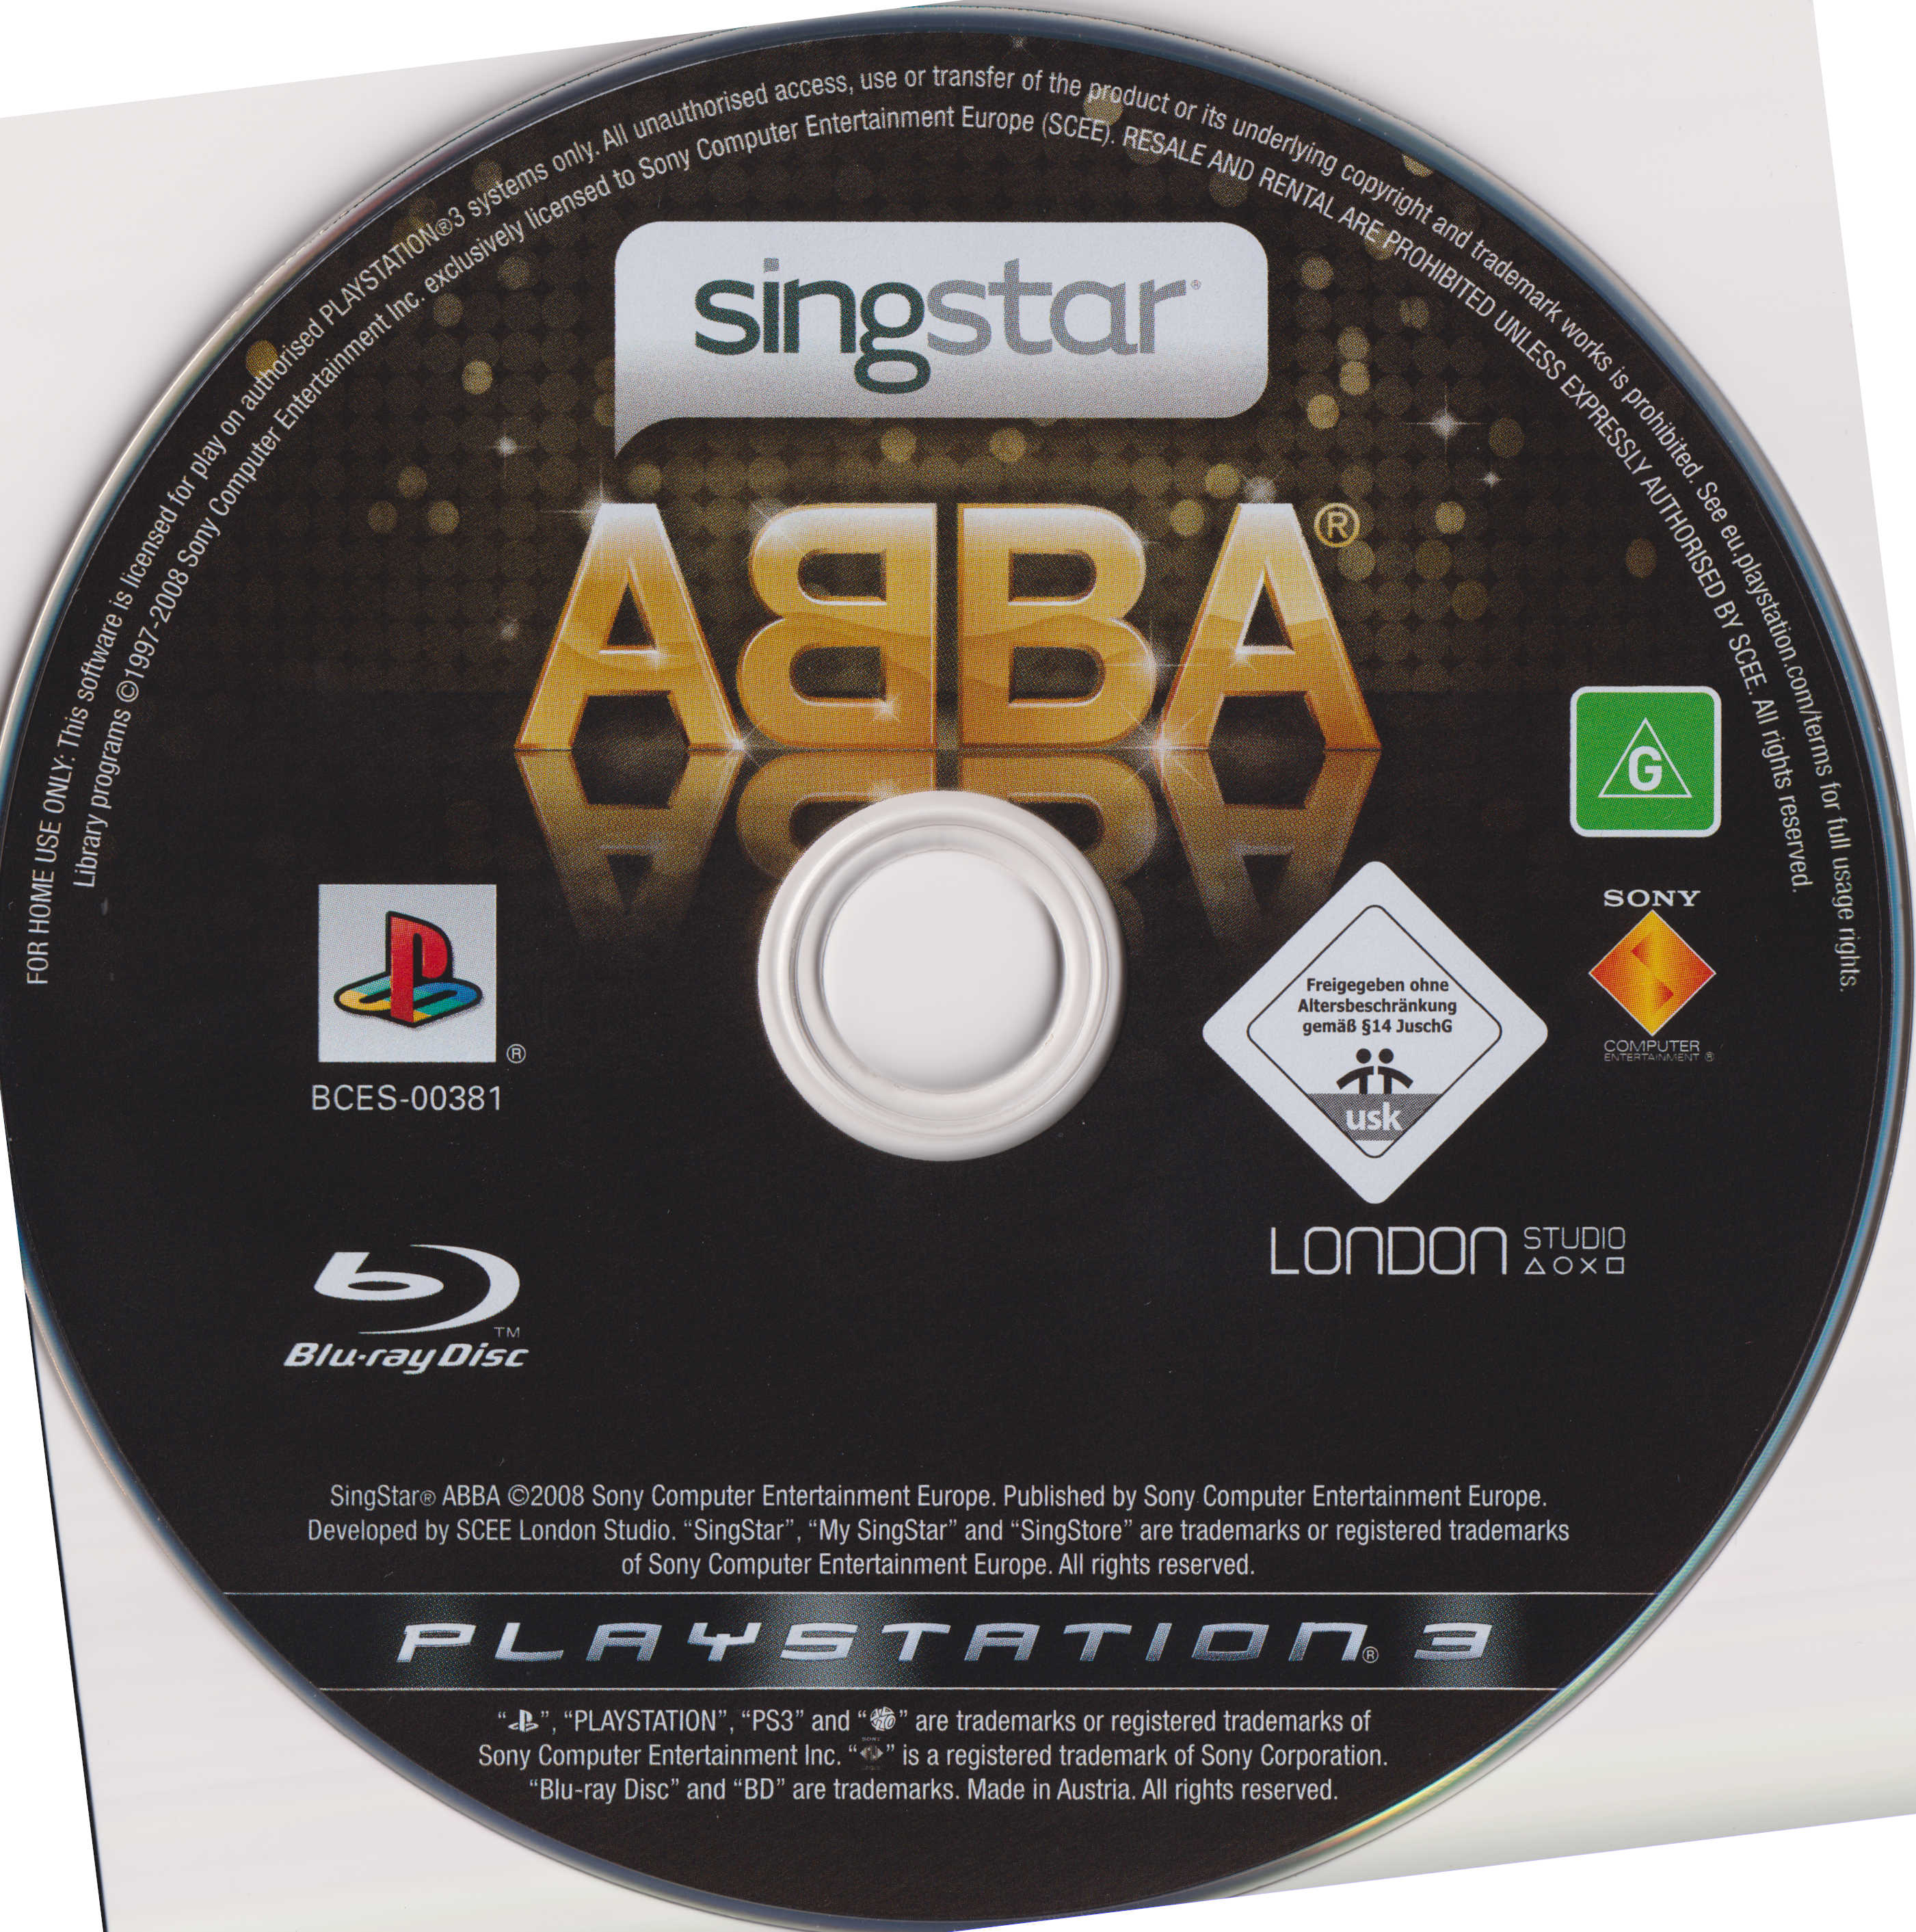 FOR HOME USE ONLY: This software is licensed for play on authorised PLAYSTATION®3 systems only. All unauthorised access, use or transfer of the product or its underlying copyright and trademark works is prohibited. See eu.playstation.com/terms for full usage rights.
Library programs ©1997-2008 Sony Computer Entertainment Inc. exclusively licensed to Sony Computer Entertainment Europe (SCEE). RESALE AND RENTAL ARE PROHIBITED UNLESS EXPRESSLY AUTHORISED BY SCEE. All rights reserved.
singstar®
ABBA®
G
SONY
COMPUTER
ENTERTAINMENT ®
®
BCES-00381
Freigegeben ohne
Altersbeschränkung
gemäß §14 JuschG
usk
LONDON STUDIO
TM
Blu-ray Disc
SingStar® ABBA ©2008 Sony Computer Entertainment Europe. Published by Sony Computer Entertainment Europe.
Developed by SCEE London Studio. “SingStar”, “My SingStar” and “SingStore” are trademarks or registered trademarks
of Sony Computer Entertainment Europe. All rights reserved.
PLAYSTATION®3
“ ”, “PLAYSTATION”, “PS3” and “ ” are trademarks or registered trademarks of
Sony Computer Entertainment Inc. “ ” is a registered trademark of Sony Corporation.
“Blu-ray Disc” and “BD” are trademarks. Made in Austria. All rights reserved.